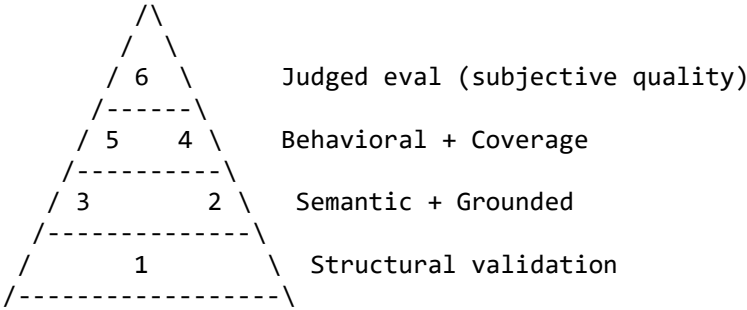 /\
/  \
/ 6  \      Judged eval (subjective quality)
/------\
/ 5    4 \    Behavioral + Coverage
/----------\
/ 3        2 \   Semantic + Grounded
/--------------\
/       1        \  Structural validation
/------------------\